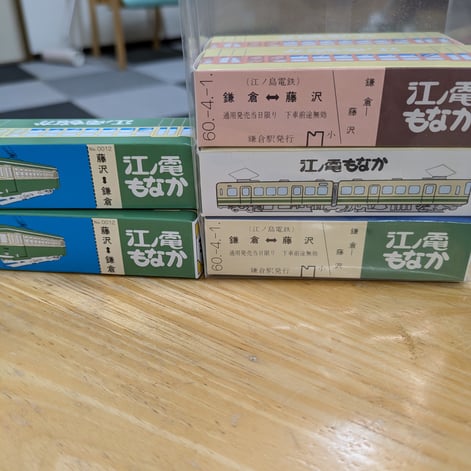 江ノ電もなか
No.0012
藤沢⬌鎌倉
江ノ電
もなか
No.0012
藤沢⬌鎌倉
江ノ電
もなか
60.-4.-1.
(江ノ島電鉄)
鎌倉⬌藤沢
通用発売当日限り 下車前途無効
鎌倉駅発行
小
鎌倉—藤沢
江ノ電
もなか
江ノ電もなか
60.-4.-1.
(江ノ島電鉄)
鎌倉⬌藤沢
通用発売当日限り 下車前途無効
鎌倉駅発行
小
鎌倉—藤沢
江ノ電
もなか